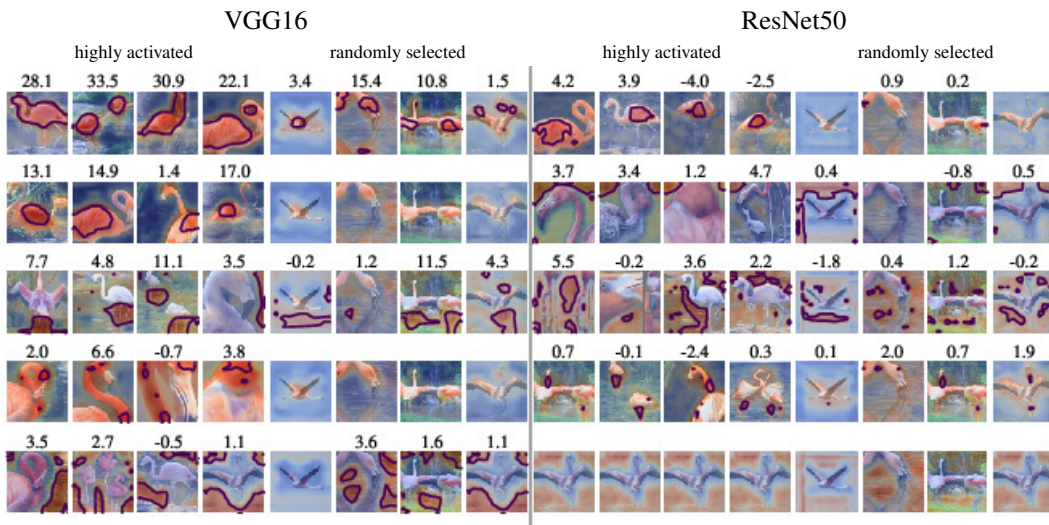 VGG16 ResNet50
highly activated randomly selected highly activated randomly selected
28.1 33.5 30.9 22.1 3.4 15.4 10.8 1.5 4.2 3.9 -4.0 -2.5 0.9 0.2
13.1 14.9 1.4 17.0 3.7 3.4 1.2 4.7 0.4 -0.8 0.5
7.7 4.8 11.1 3.5 -0.2 1.2 11.5 4.3 5.5 -0.2 3.6 2.2 -1.8 0.4 1.2 -0.2
2.0 6.6 -0.7 3.8 0.7 -0.1 -2.4 0.3 0.1 2.0 0.7 1.9
3.5 2.7 -0.5 1.1 3.6 1.6 1.1